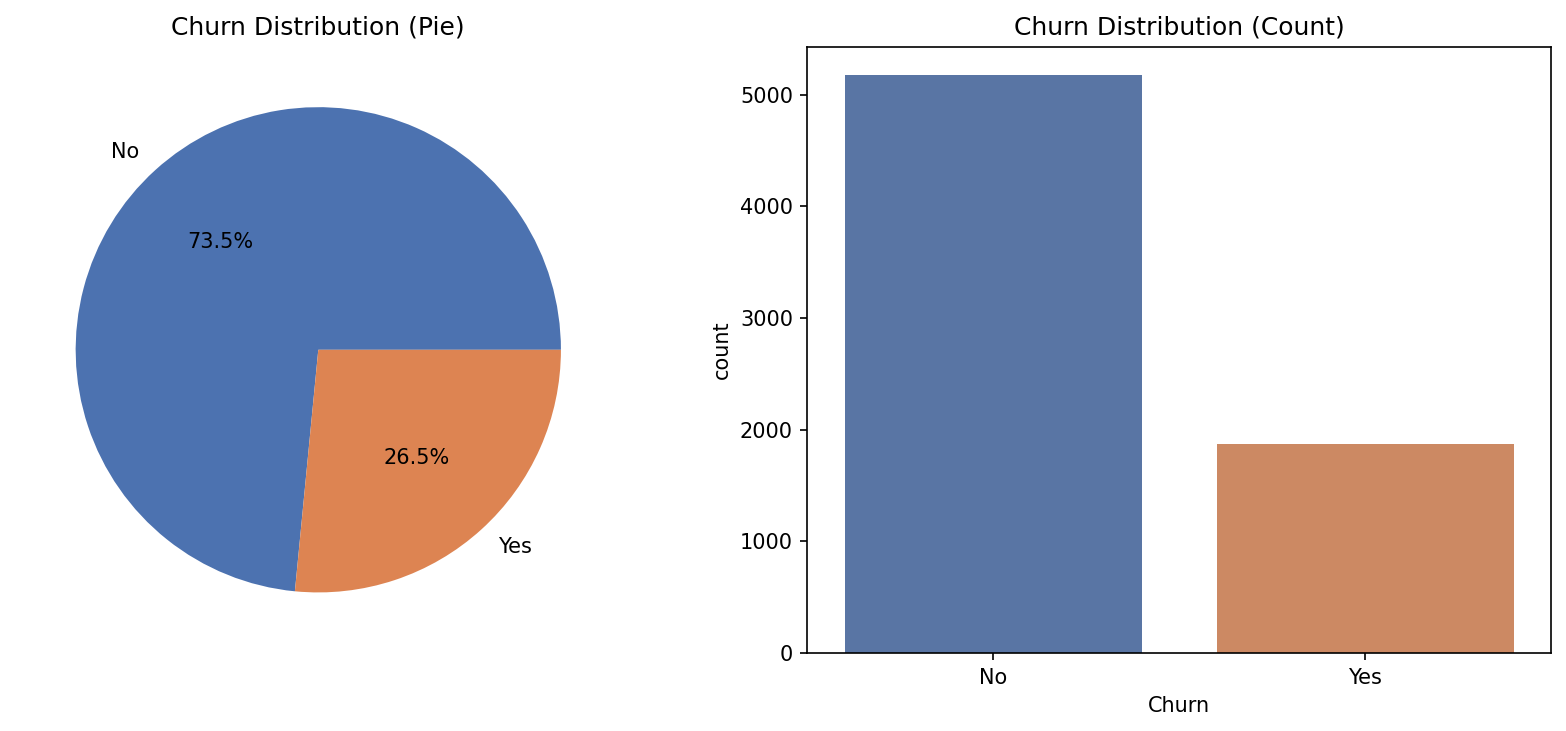 Churn Distribution (Pie)
No
73.5%
26.5%
Yes
Churn Distribution (Count)
5000
4000
3000
2000
1000
0
count
No Yes
Churn